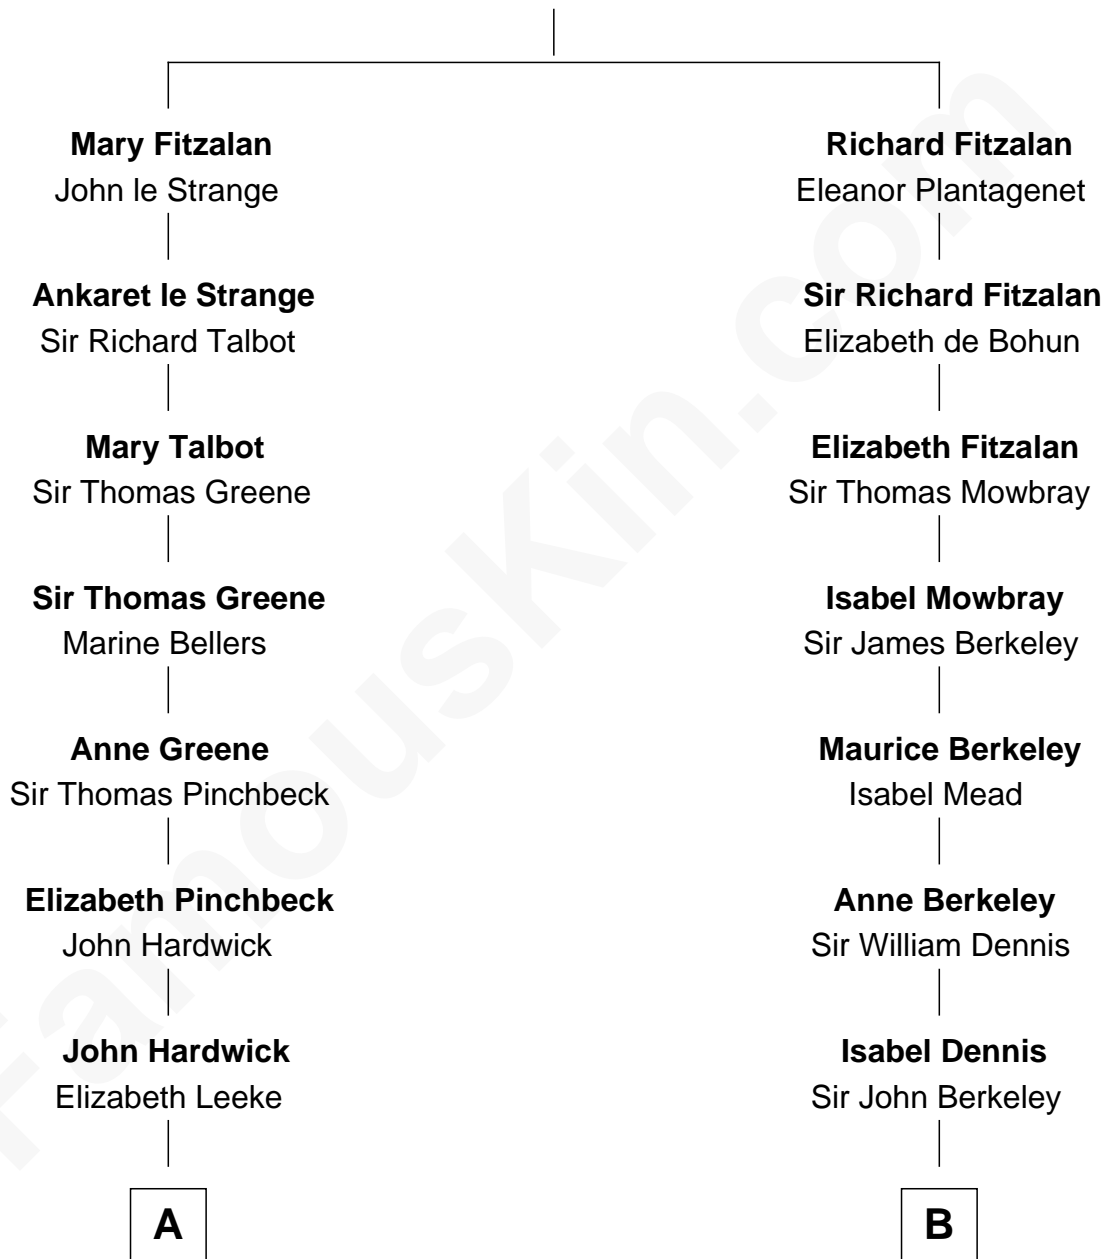 Mary Fitzalan
John le Strange
Ankaret le Strange
Sir Richard Talbot
Mary Talbot
Sir Thomas Greene
Sir Thomas Greene
Marine Bellers
Anne Greene
Sir Thomas Pinchbeck
Elizabeth Pinchbeck
John Hardwick
John Hardwick
Elizabeth Leeke
A
Richard Fitzalan
Eleanor Plantagenet
Sir Richard Fitzalan
Elizabeth de Bohun
Elizabeth Fitzalan
Sir Thomas Mowbray
Isabel Mowbray
Sir James Berkeley
Maurice Berkeley
Isabel Mead
Anne Berkeley
Sir William Dennis
Isabel Dennis
Sir John Berkeley
B
FamousKin.com